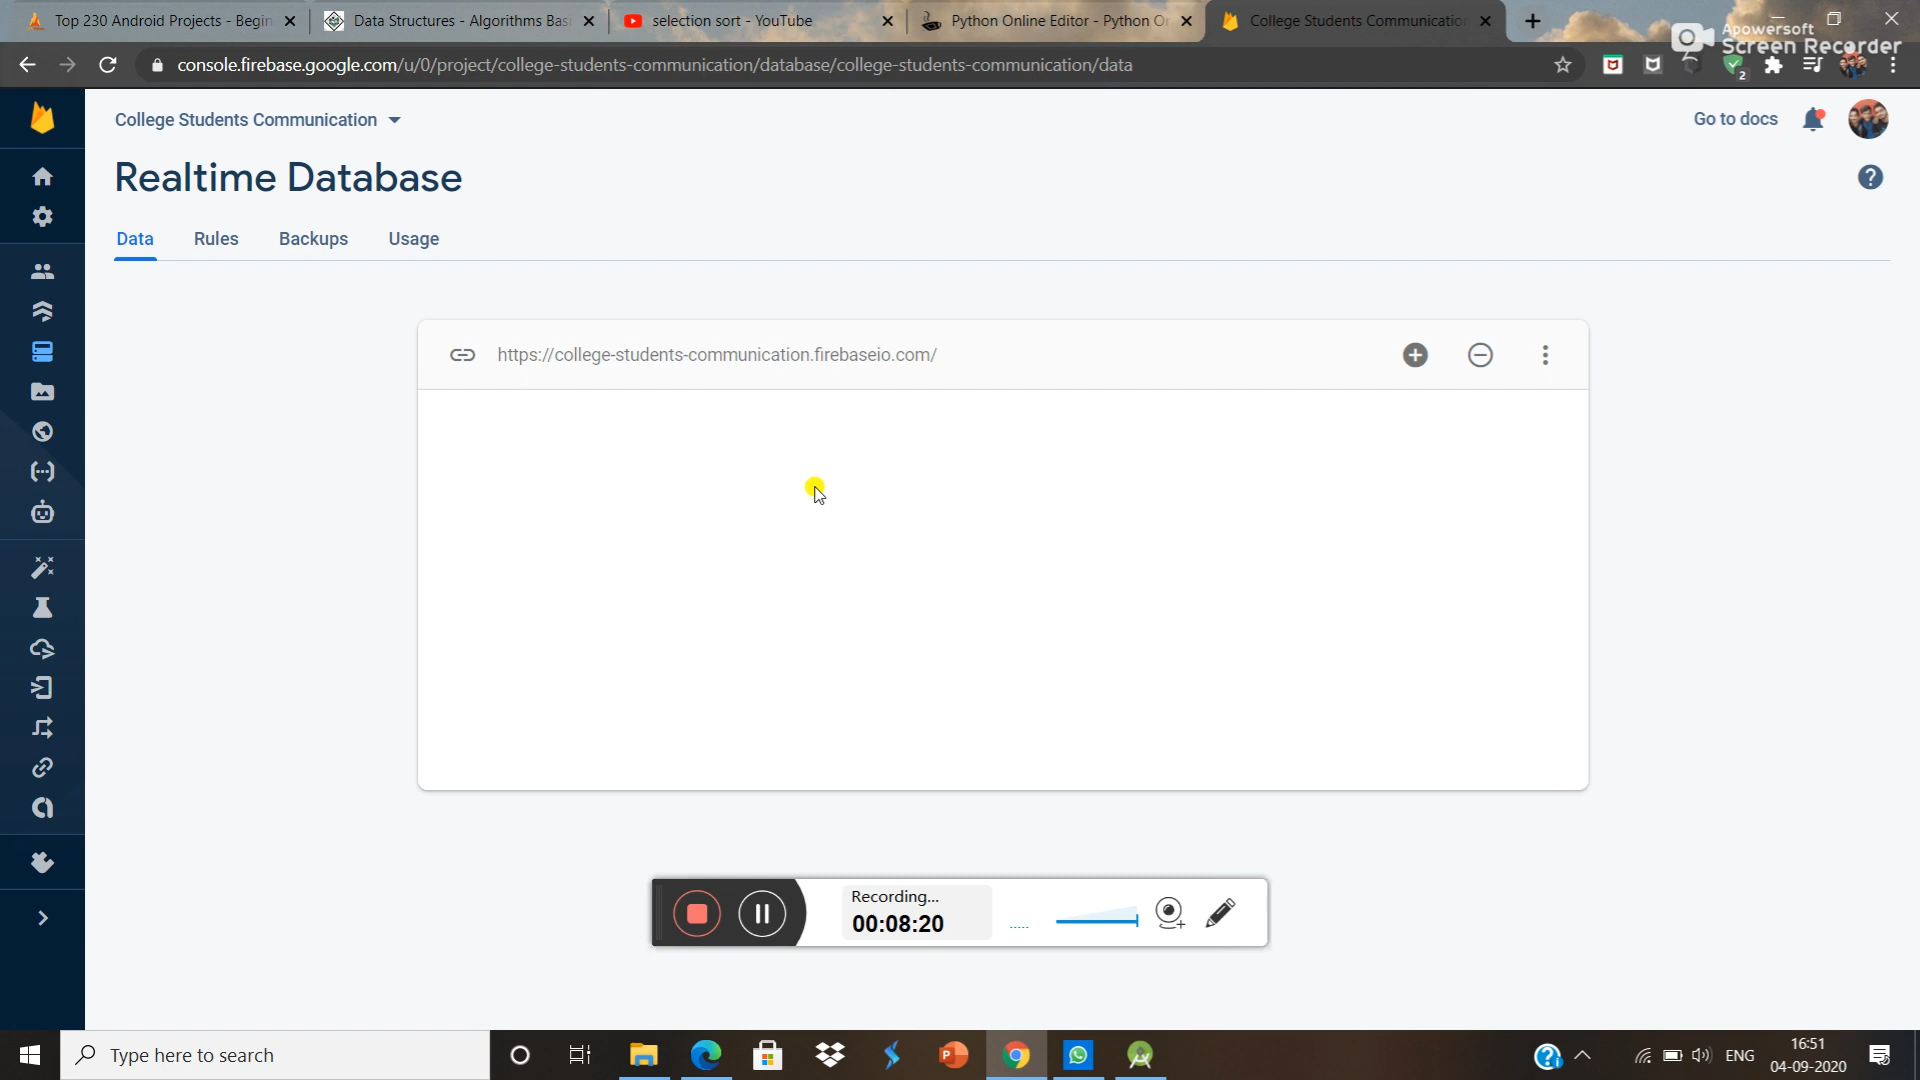 Top 230 Android Projects - Begin
Data Structures - Algorithms Bas
selection sort - YouTube
Python Online Editor - Python O
College Students Communication
Apowersoft
Screen Recorder
console.firebase.google.com/u/0/project/college-students-communication/database/college-students-communication/data
2
College Students Communication
Go to docs
Realtime Database
Data
Rules
Backups
Usage
https://college-students-communication.firebaseio.com/
Recording...
00:08:20
Type here to search
ENG
16:51
04-09-2020